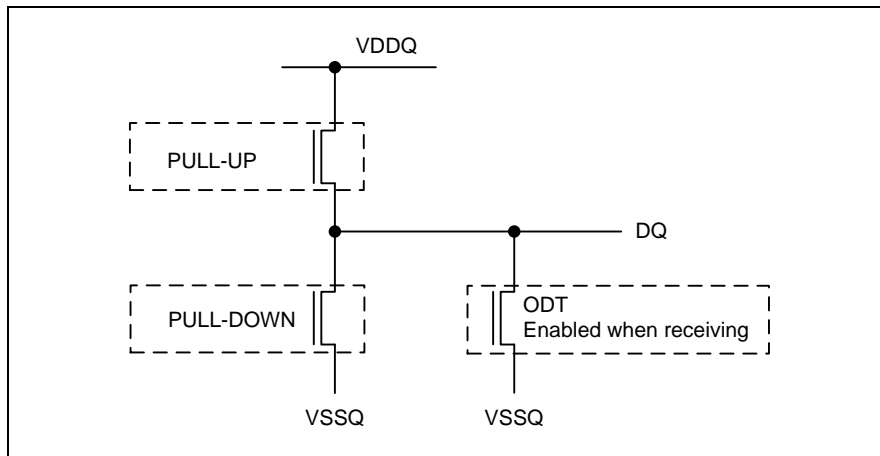 VDDQ
PULL-UP
DQ
PULL-DOWN
ODT
Enabled when receiving
VSSQ
VSSQ